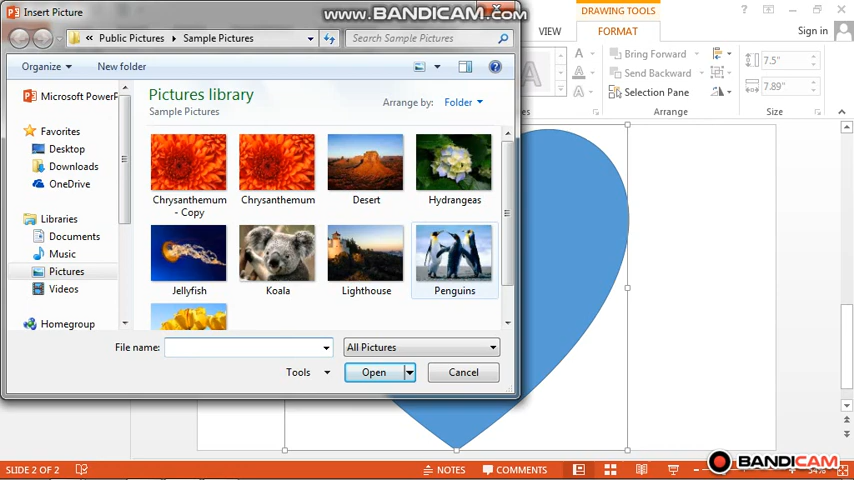 Insert Picture
www.BANDICAM.com
DRAWING TOOLS
Public Pictures
Sample Pictures
Search Sample Pictures
VIEW
FORMAT
Sign in
Organize
New folder
Bring Forward
7.5"
Send Backward
7.89"
Selection Pane
Arrange
Size
Microsoft PowerP
Pictures library
Sample Pictures
Arrange by:
Folder
Favorites
Desktop
Downloads
OneDrive
Libraries
Documents
Music
Pictures
Videos
Homegroup
Chrysanthemum
- Copy
Chrysanthemum
Desert
Hydrangeas
Jellyfish
Koala
Lighthouse
Penguins
File name:
All Pictures
Tools
Open
Cancel
SLIDE 2 OF 2
NOTES
COMMENTS
BANDICAM